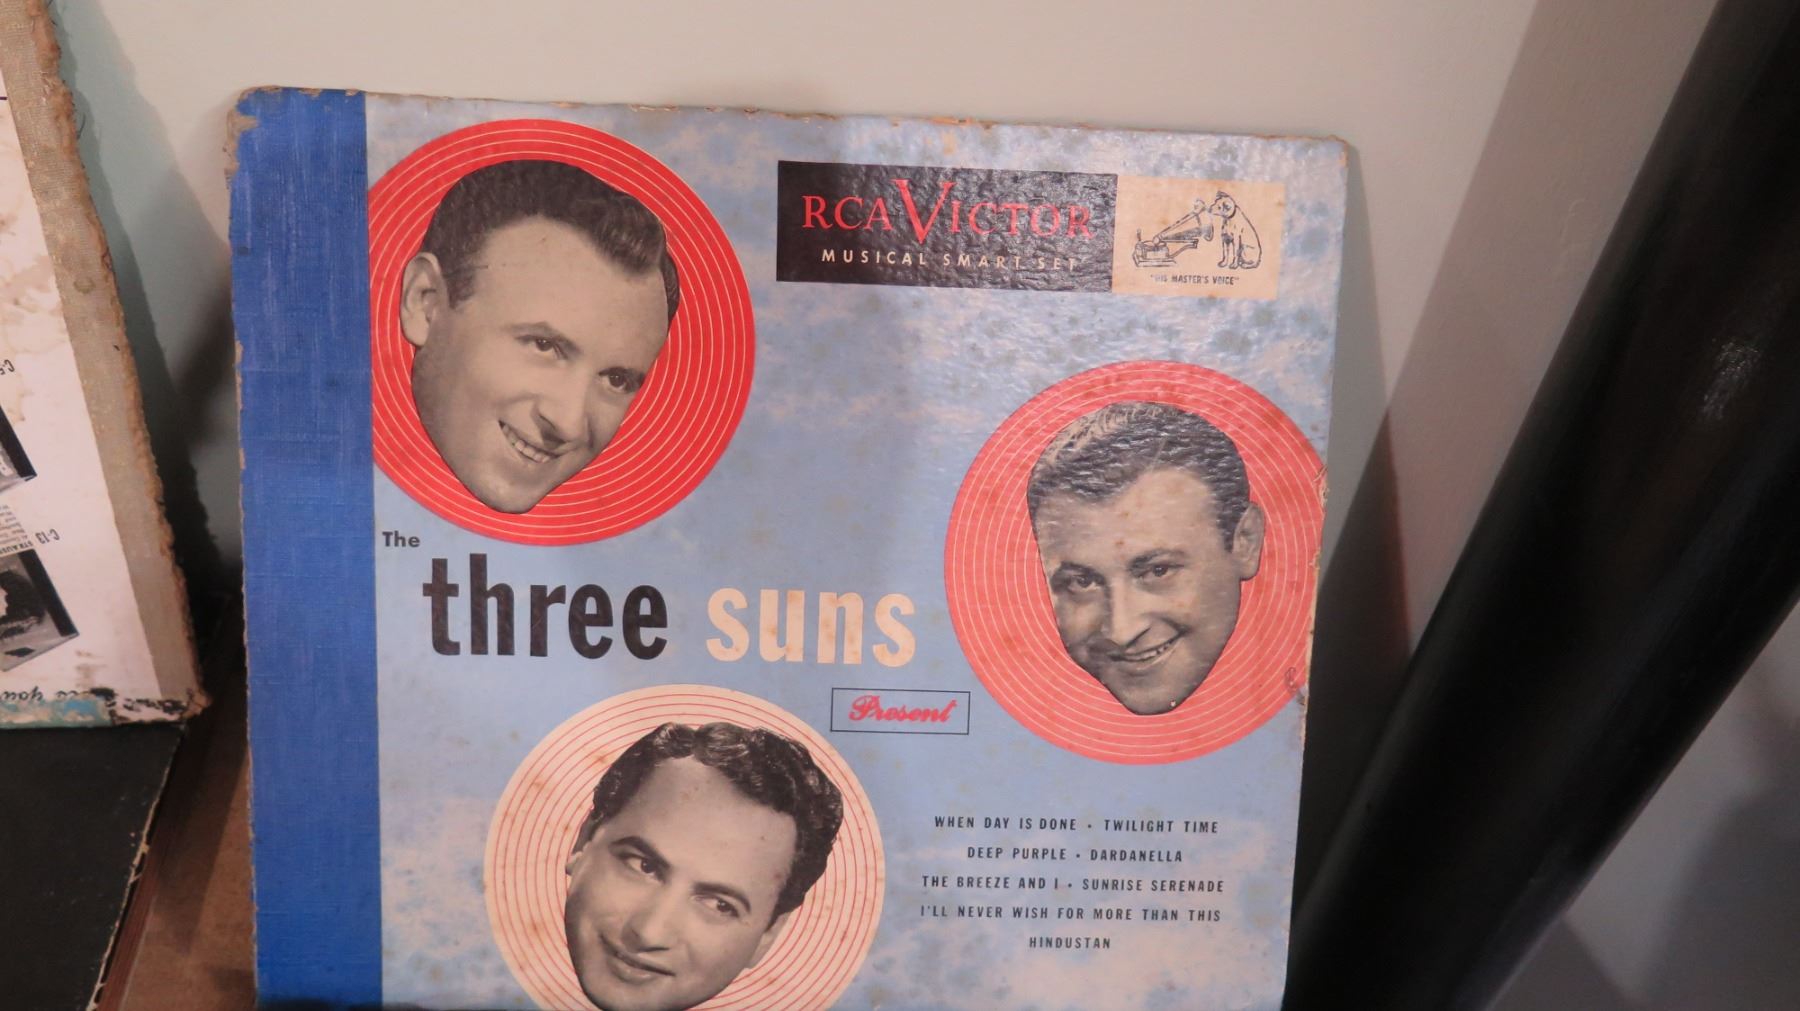 RCA VICTOR
MUSICAL SMART SET
"HIS MASTER'S VOICE"
The
three suns
Present
WHEN DAY IS DONE • TWILIGHT TIME
DEEP PURPLE • DARDANELLA
THE BREEZE AND I • SUNRISE SERENADE
I'LL NEVER WISH FOR MORE THAN THIS
HINDUSTAN
C-13